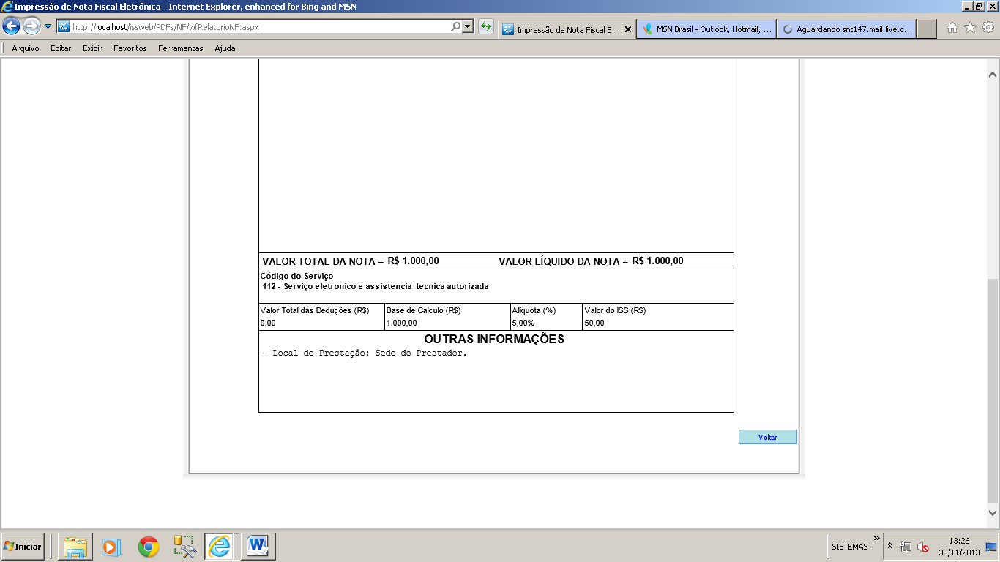 Impressão de Nota Fiscal Eletrônica - Internet Explorer, enhanced for Bing and MSN
http://localhost/issweb/PDFs/NF/wfRelatorioNF.aspx
Impressão de Nota Fiscal E...
MSN Brasil - Outlook, Hotmail, ...
Aguardando snt147.mail.live.c...
Arquivo Editar Exibir Favoritos Ferramentas Ajuda
VALOR TOTAL DA NOTA = R$ 1.000,00 VALOR LÍQUIDO DA NOTA = R$ 1.000,00
Código do Serviço
112 - Serviço eletronico e assistencia tecnica autorizada
Valor Total das Deduções (R$) Base de Cálculo (R$) Alíquota (%) Valor do ISS (R$)
0,00 1.000,00 5,00% 50,00
OUTRAS INFORMAÇÕES
- Local de Prestação: Sede do Prestador.
Voltar
Iniciar
SISTEMAS
13:26
30/11/2013